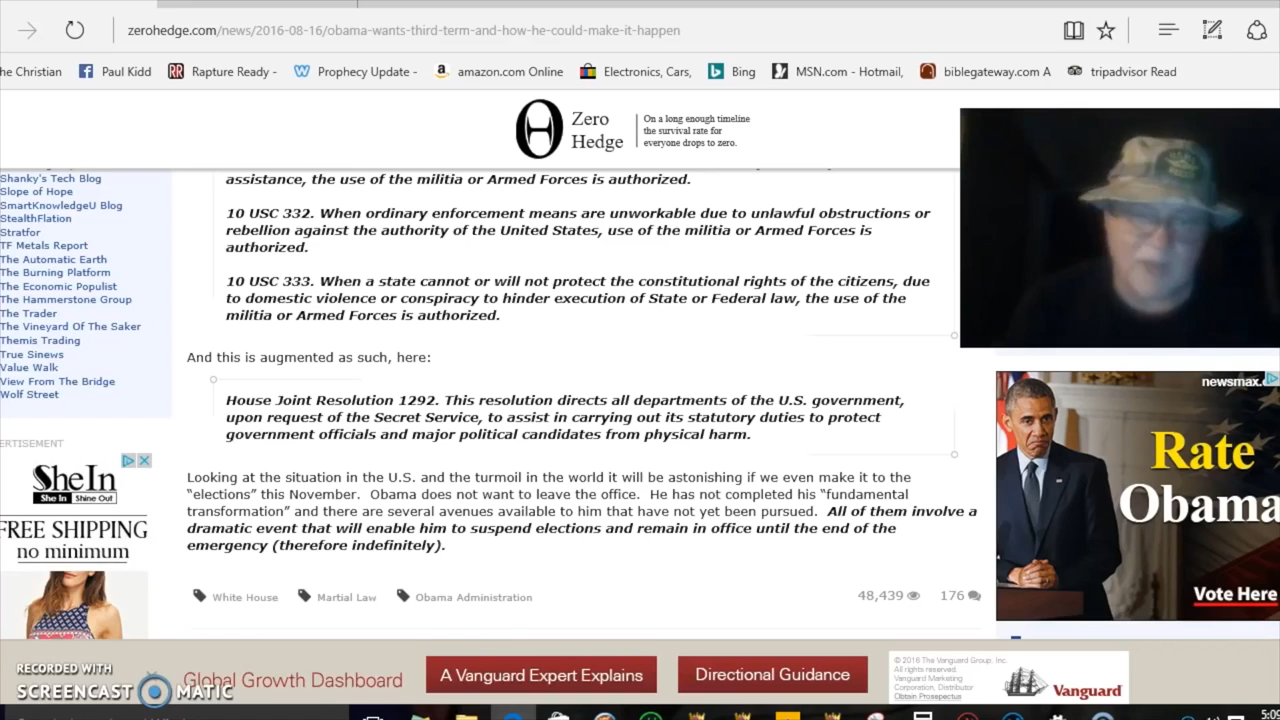 zerohedge.com/news/2016-08-16/obama-wants-third-term-and-how-he-could-make-it-happen
he Christian Paul Kidd Rapture Ready - Prophecy Update - amazon.com Online Electronics, Cars, Bing MSN.com - Hotmail, biblegateway.com A tripadvisor Read
Zero
Hedge
On a long enough timeline
the survival rate for
everyone drops to zero.
Shanky's Tech Blog
Slope of Hope
SmartKnowledgeU Blog
StealthFlation
Stratfor
TF Metals Report
The Automatic Earth
The Burning Platform
The Economic Populist
The Hammerstone Group
The Trader
The Vineyard Of The Saker
Themis Trading
True Sinews
Value Walk
View From The Bridge
Wolf Street
ERTISEMENT
SheIn
She In Shine Out
FREE SHIPPING
no minimum
assistance, the use of the militia or Armed Forces is authorized.
10 USC 332. When ordinary enforcement means are unworkable due to unlawful obstructions or
rebellion against the authority of the United States, use of the militia or Armed Forces is
authorized.
10 USC 333. When a state cannot or will not protect the constitutional rights of the citizens, due
to domestic violence or conspiracy to hinder execution of State or Federal law, the use of the
militia or Armed Forces is authorized.
And this is augmented as such, here:
House Joint Resolution 1292. This resolution directs all departments of the U.S. government,
upon request of the Secret Service, to assist in carrying out its statutory duties to protect
government officials and major political candidates from physical harm.
Looking at the situation in the U.S. and the turmoil in the world it will be astonishing if we even make it to the
“elections” this November. Obama does not want to leave the office. He has not completed his “fundamental
transformation” and there are several avenues available to him that have not yet been pursued. All of them involve a
dramatic event that will enable him to suspend elections and remain in office until the end of the
emergency (therefore indefinitely).
White House Martial Law Obama Administration 48,439 176
newsmax.c
Rate
Obama
Vote Here
RECORDED WITH
SCREENCAST MATIC
Global Growth Dashboard
A Vanguard Expert Explains
Directional Guidance
© 2016 The Vanguard Group, Inc.
All rights reserved.
Vanguard Marketing
Corporation, Distributor
Obtain Prospectus
Vanguard